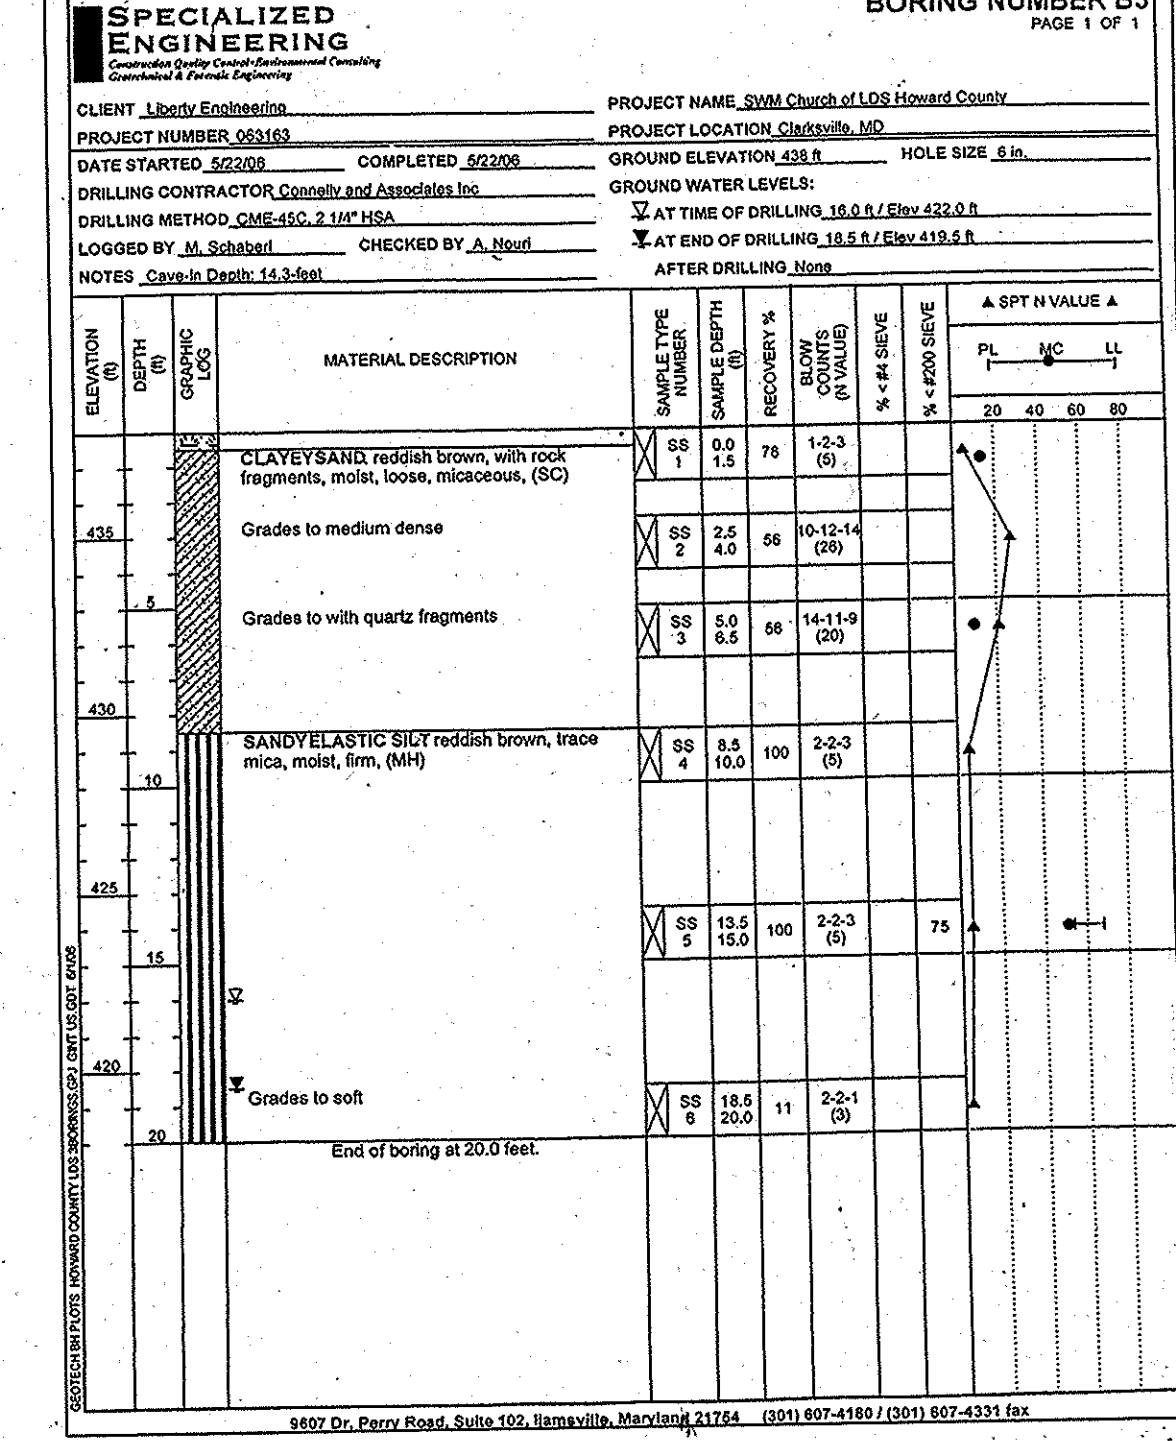 SPECIALIZED
ENGINEERING
Construction Quality Control•Environmental Consulting
Geotechnical & Forensic Engineering
BORING NUMBER B3
PAGE 1 OF 1
CLIENT Liberty Engineering
PROJECT NAME SWM Church of LDS Howard County
PROJECT NUMBER 063163
PROJECT LOCATION Clarksville, MD
DATE STARTED 5/22/06 COMPLETED 5/22/06
GROUND ELEVATION 438 ft HOLE SIZE 6 in.
DRILLING CONTRACTOR Connelly and Associates Inc
GROUND WATER LEVELS:
DRILLING METHOD CME-45C, 2 1/4" HSA
AT TIME OF DRILLING 16.0 ft / Elev 422.0 ft
LOGGED BY M. Schaberl CHECKED BY A. Nouri
AT END OF DRILLING 18.5 ft / Elev 419.5 ft
NOTES Cave-In Depth: 14.3-feet
AFTER DRILLING None
ELEVATION (ft)
DEPTH (ft)
GRAPHIC LOG
MATERIAL DESCRIPTION
SAMPLE TYPE NUMBER
SAMPLE DEPTH (ft)
RECOVERY %
BLOW COUNTS (N VALUE)
% < #4 SIEVE
% < #200 SIEVE
▲ SPT N VALUE ▲
PL MC LL
20 40 60 80
CLAYEYSAND, reddish brown, with rock
fragments, moist, loose, micaceous, (SC)
SS 1 0.0 1.5 78 1-2-3 (5)
435
Grades to medium dense
SS 2 2.5 4.0 56 10-12-14 (26)
5
Grades to with quartz fragments
SS 3 5.0 6.5 66 14-11-9 (20)
430
SANDYELASTIC SILT reddish brown, trace
mica, moist, firm, (MH)
SS 4 8.5 10.0 100 2-2-3 (5)
10
425
SS 5 13.5 15.0 100 2-2-3 (5) 75
15
420
Grades to soft
SS 6 18.5 20.0 11 2-2-1 (3)
20
End of boring at 20.0 feet.
GEOTECH BH PLOTS HOWARD COUNTY LDS 3BORINGS.GPJ GINT US.GDT 6/1/06
9607 Dr. Perry Road, Suite 102, Ilamsville, Maryland 21754 (301) 607-4180 / (301) 607-4331 fax